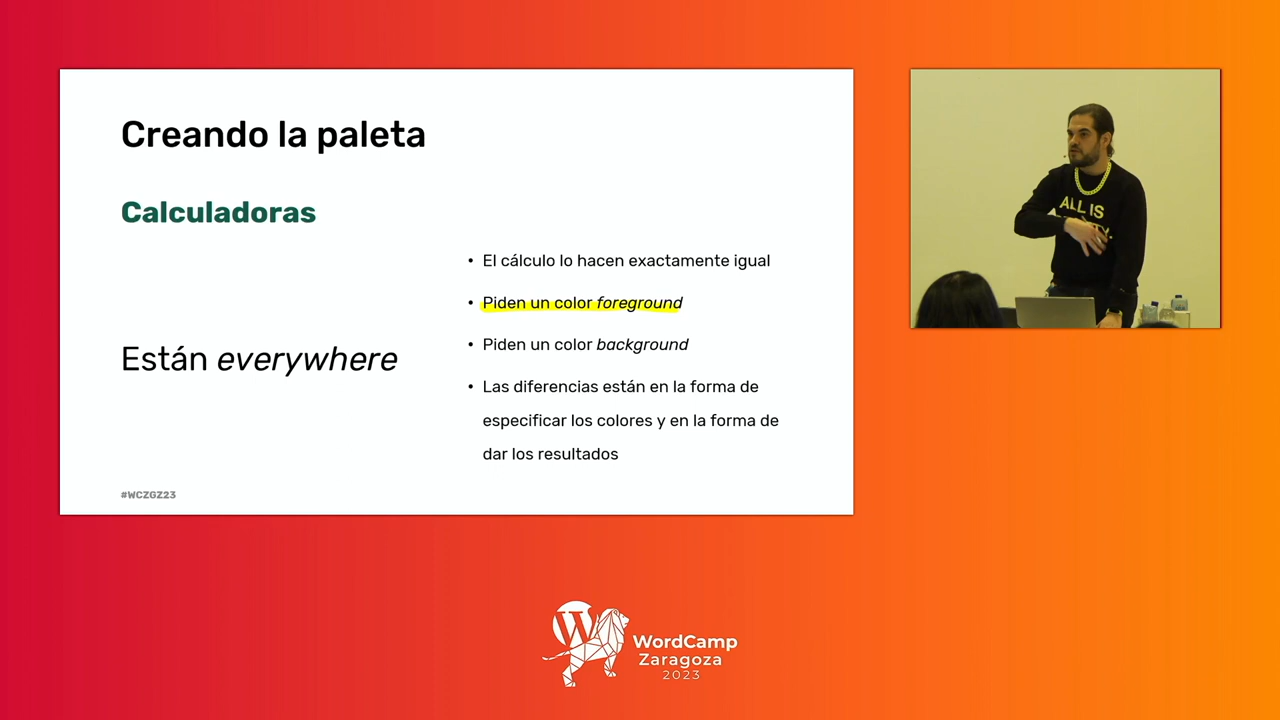 Creando la paleta
Calculadoras
Están everywhere
• El cálculo lo hacen exactamente igual
• Piden un color foreground
• Piden un color background
• Las diferencias están en la forma de
especificar los colores y en la forma de
dar los resultados
#WCZGZ23
ALL IS
WordCamp
Zaragoza
2023